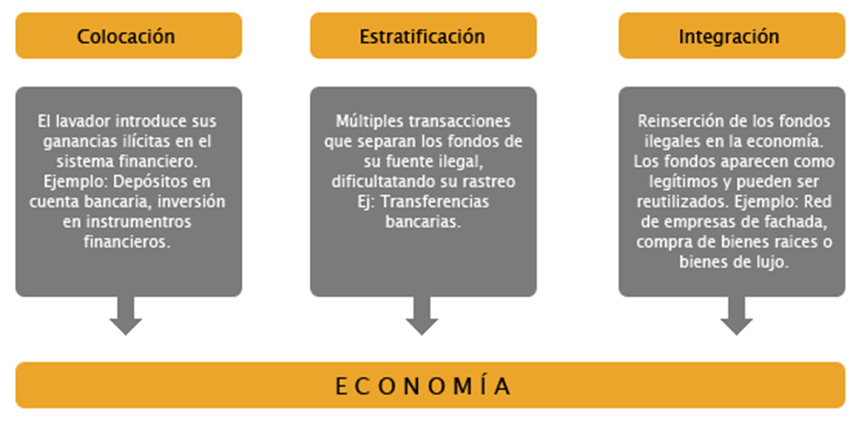 Colocación
El lavador introduce sus
ganancias ilícitas en el
sistema financiero.
Ejemplo: Depósitos en
cuenta bancaria, inversión
en instrumentros
financieros.
Estratificación
Múltiples transacciones
que separan los fondos de
su fuente ilegal,
dificultatando su rastreo
Ej: Transferencias
bancarias.
Integración
Reinserción de los fondos
ilegales en la economía.
Los fondos aparecen como
legítimos y pueden ser
reutilizados. Ejemplo: Red
de empresas de fachada,
compra de bienes raices o
bienes de lujo.
ECONOMÍA